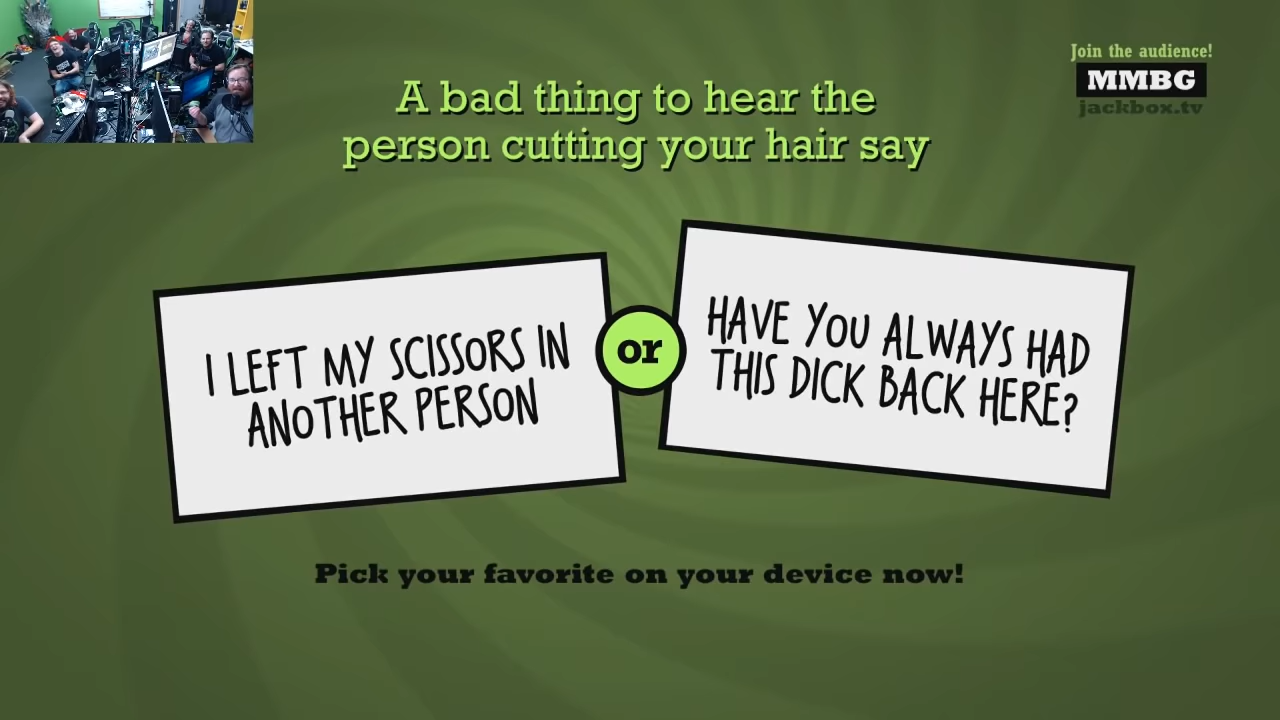 Join the audience!
MMBG
jackbox.tv
A bad thing to hear the
person cutting your hair say
I LEFT MY SCISSORS IN
ANOTHER PERSON
or
HAVE YOU ALWAYS HAD
THIS DICK BACK HERE?
Pick your favorite on your device now!